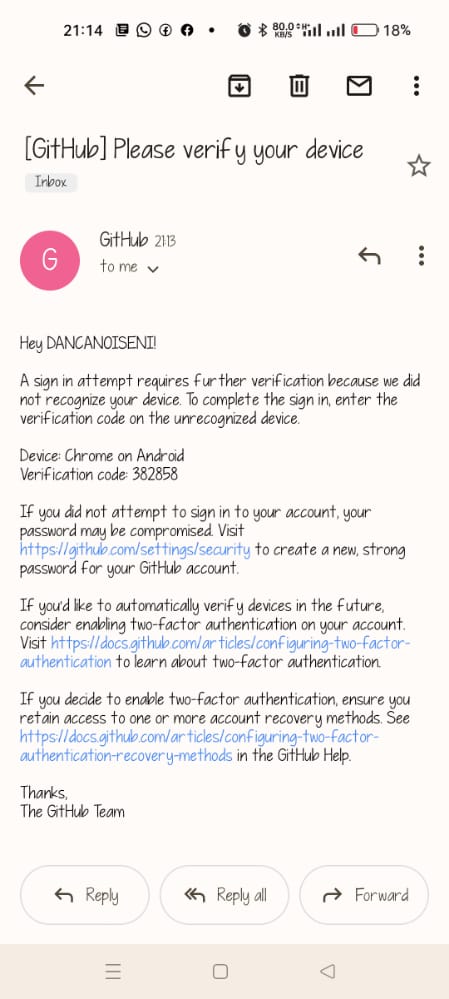 21:14
80.0 KB/S
H+
18%
[GitHub] Please verify your device
Inbox
G
GitHub 21:13
to me
Hey DANCANOISENI!
A sign in attempt requires further verification because we did
not recognize your device. To complete the sign in, enter the
verification code on the unrecognized device.
Device: Chrome on Android
Verification code: 382858
If you did not attempt to sign in to your account, your
password may be compromised. Visit
https://github.com/settings/security to create a new, strong
password for your GitHub account.
If you'd like to automatically verify devices in the future,
consider enabling two-factor authentication on your account.
Visit https://docs.github.com/articles/configuring-two-factor-
authentication to learn about two-factor authentication.
If you decide to enable two-factor authentication, ensure you
retain access to one or more account recovery methods. See
https://docs.github.com/articles/configuring-two-factor-
authentication-recovery-methods in the GitHub Help.
Thanks,
The GitHub Team
Reply
Reply all
Forward